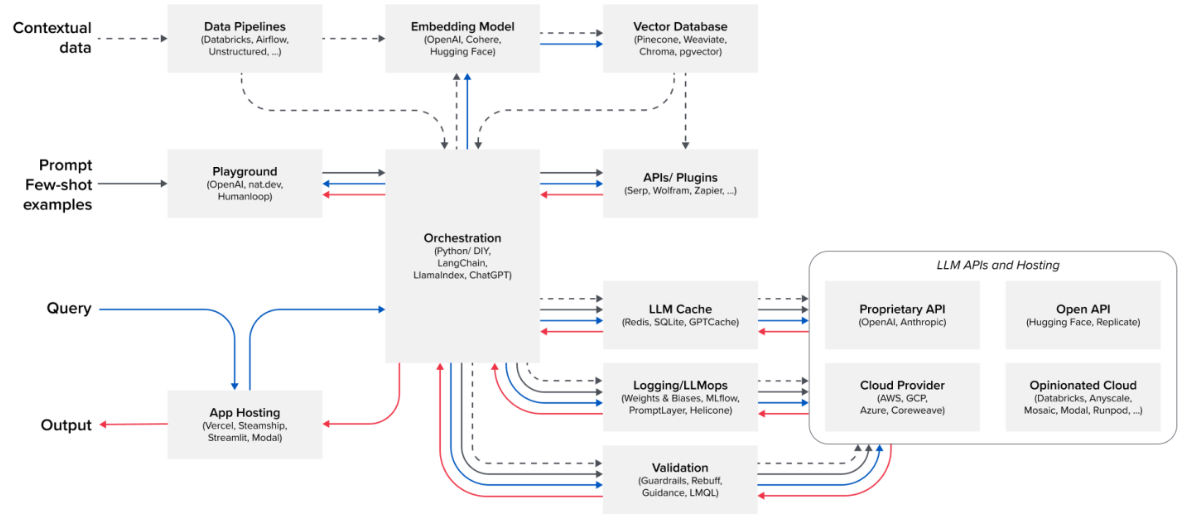 Contextual
data
Data Pipelines
(Databricks, Airflow,
Unstructured, ...)
Embedding Model
(OpenAI, Cohere,
Hugging Face)
Vector Database
(Pinecone, Weaviate,
Chroma, pgvector)
Prompt
Few-shot
examples
Playground
(OpenAI, nat.dev,
Humanloop)
Orchestration
(Python/ DIY,
LangChain,
LlamaIndex, ChatGPT)
APIs/ Plugins
(Serp, Wolfram, Zapier, ...)
Query
LLM Cache
(Redis, SQLite, GPTCache)
LLM APIs and Hosting
Proprietary API
(OpenAI, Anthropic)
Open API
(Hugging Face, Replicate)
Output
App Hosting
(Vercel, Steamship,
Streamlit, Modal)
Logging/LLMops
(Weights & Biases, MLflow,
PromptLayer, Helicone)
Cloud Provider
(AWS, GCP,
Azure, Coreweave)
Opinionated Cloud
(Databricks, Anyscale,
Mosaic, Modal, Runpod, ...)
Validation
(Guardrails, Rebuff,
Guidance, LMQL)